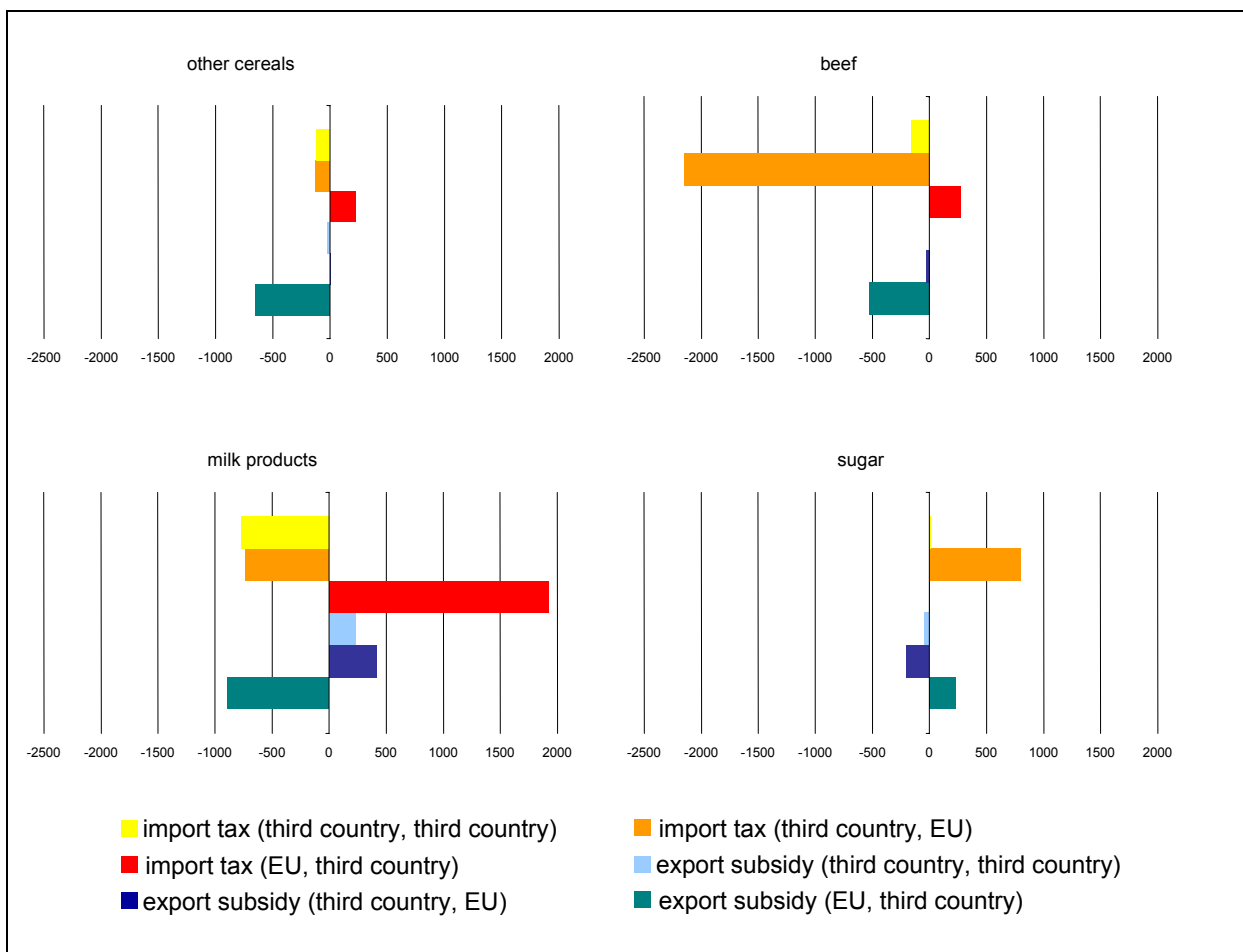 other cereals
beef
-2500 -2000 -1500 -1000 -500 0 500 1000 1500 2000
-2500 -2000 -1500 -1000 -500 0 500 1000 1500 2000
milk products
sugar
-2500 -2000 -1500 -1000 -500 0 500 1000 1500 2000
-2500 -2000 -1500 -1000 -500 0 500 1000 1500 2000
import tax (third country, third country)
import tax (third country, EU)
import tax (EU, third country)
export subsidy (third country, third country)
export subsidy (third country, EU)
export subsidy (EU, third country)